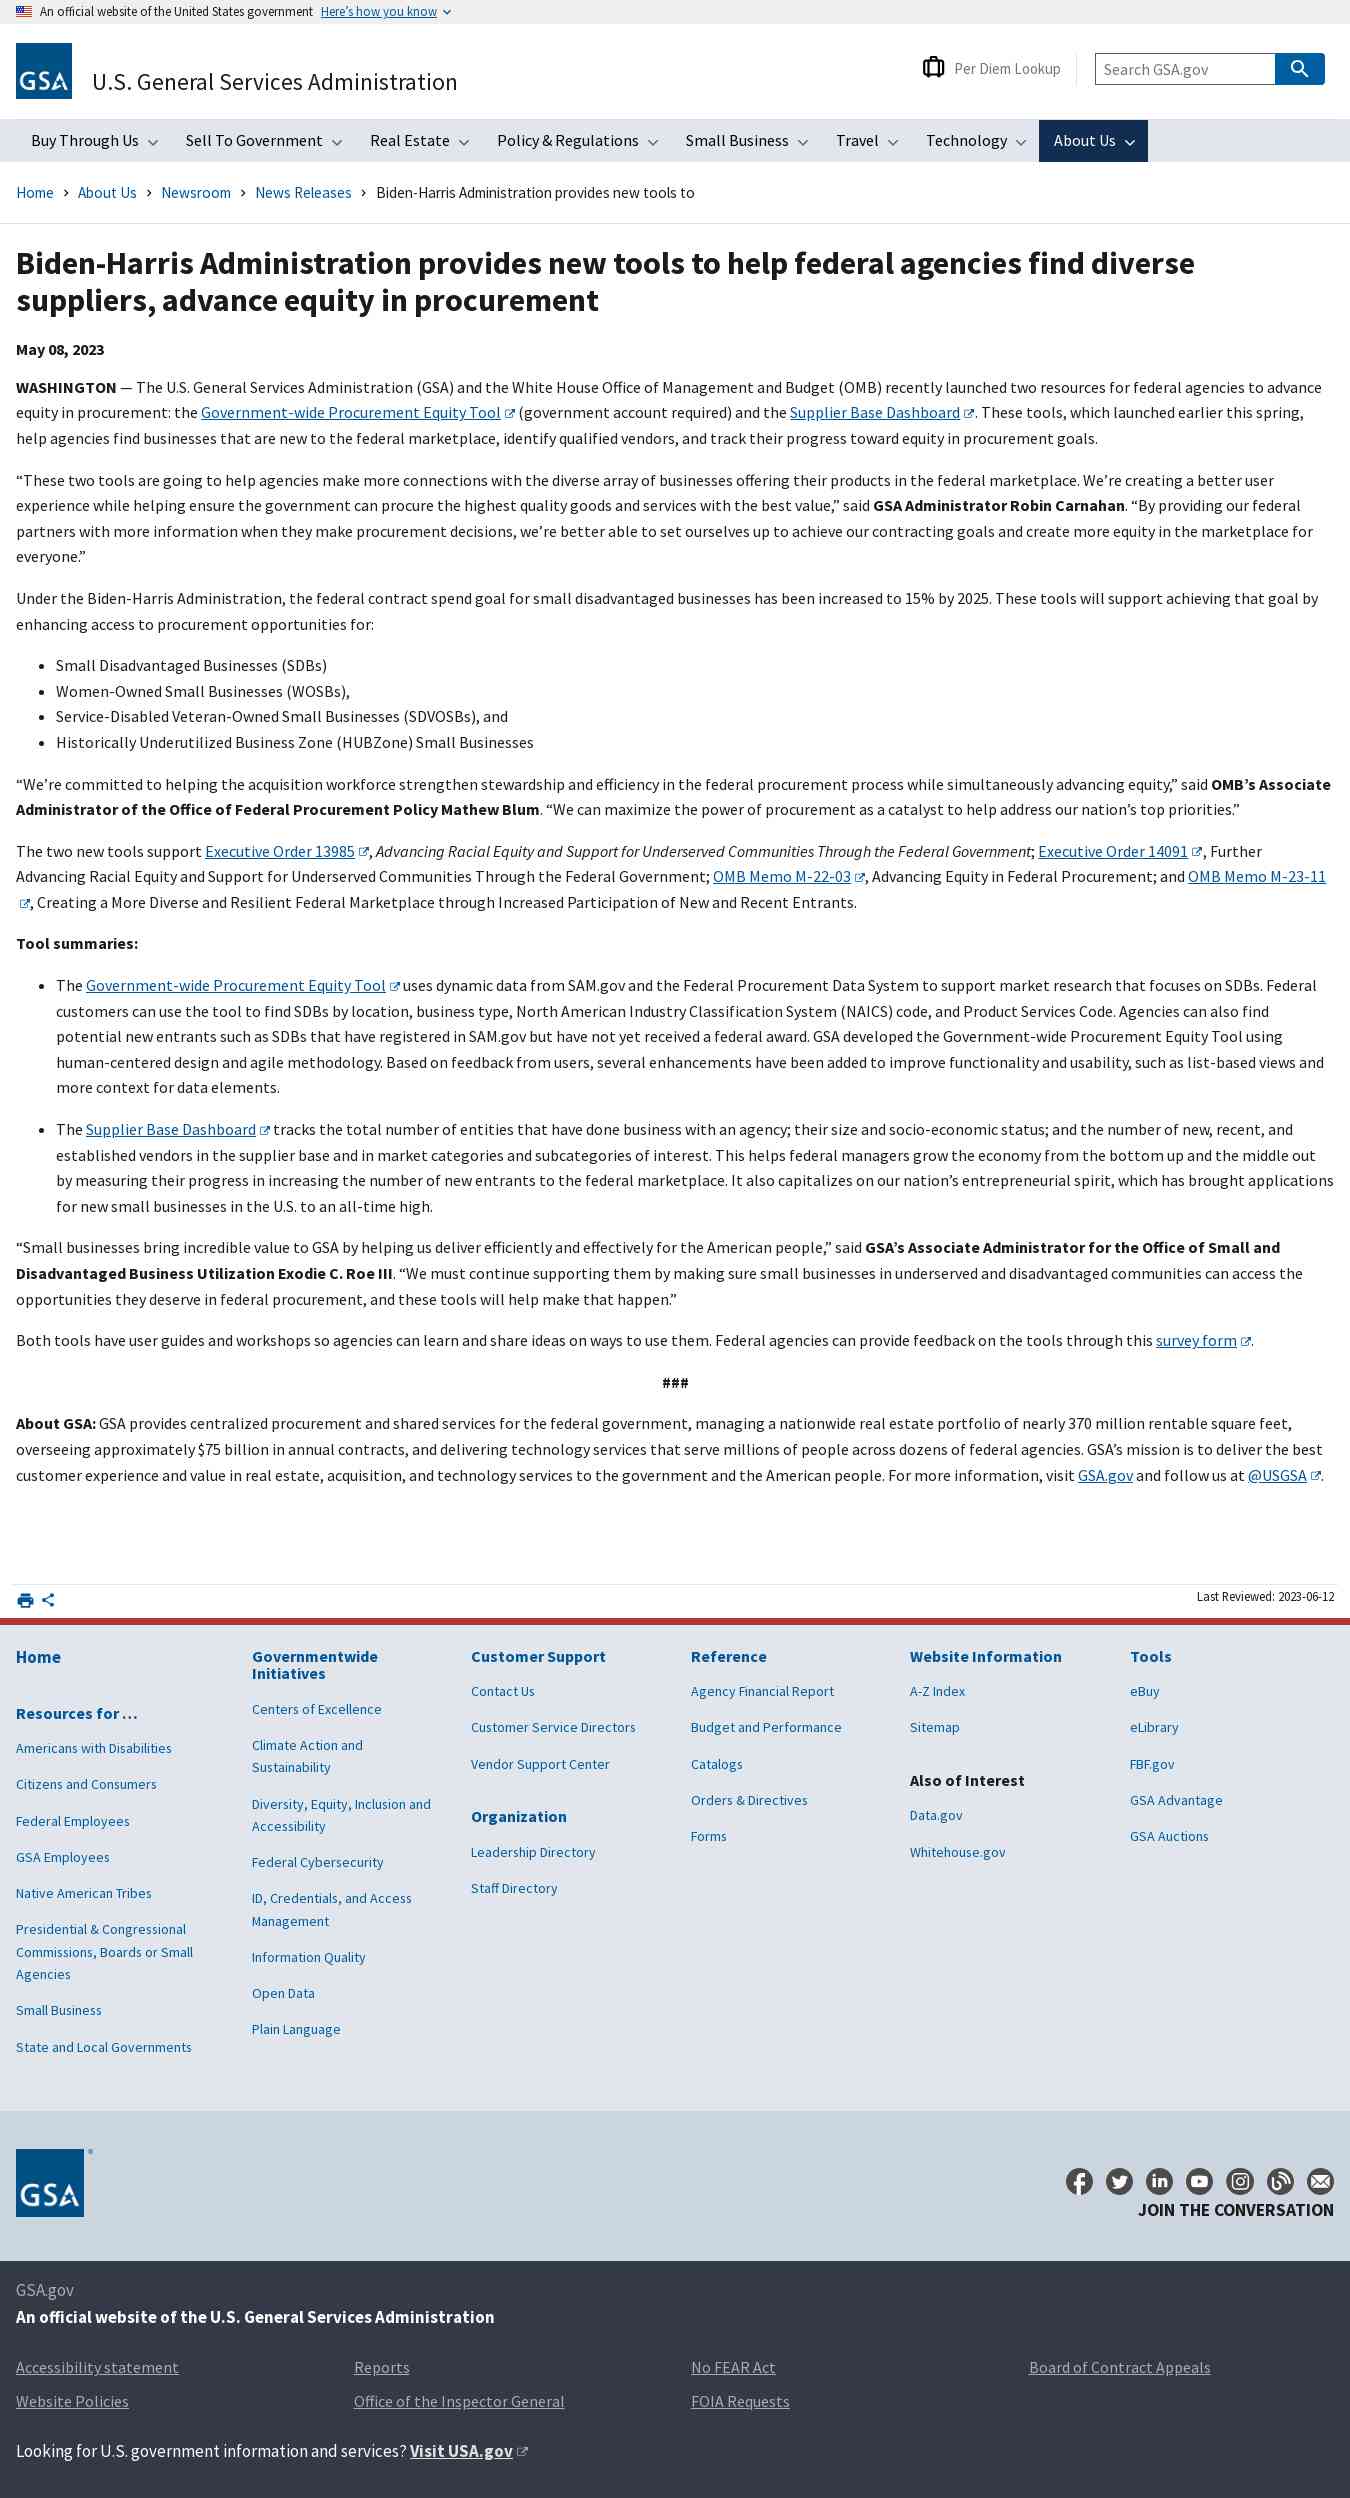 An official website of the United States government Here's how you know
GSA
U.S. General Services Administration
Per Diem Lookup
Search GSA.gov
Buy Through Us Sell To Government Real Estate Policy & Regulations Small Business Travel Technology About Us
Home > About Us > Newsroom > News Releases > Biden-Harris Administration provides new tools to
Biden-Harris Administration provides new tools to help federal agencies find diverse
suppliers, advance equity in procurement
May 08, 2023
WASHINGTON — The U.S. General Services Administration (GSA) and the White House Office of Management and Budget (OMB) recently launched two resources for federal agencies to advance
equity in procurement: the Government-wide Procurement Equity Tool (government account required) and the Supplier Base Dashboard. These tools, which launched earlier this spring,
help agencies find businesses that are new to the federal marketplace, identify qualified vendors, and track their progress toward equity in procurement goals.
“These two tools are going to help agencies make more connections with the diverse array of businesses offering their products in the federal marketplace. We’re creating a better user
experience while helping ensure the government can procure the highest quality goods and services with the best value,” said GSA Administrator Robin Carnahan. “By providing our federal
partners with more information when they make procurement decisions, we’re better able to set ourselves up to achieve our contracting goals and create more equity in the marketplace for
everyone.”
Under the Biden-Harris Administration, the federal contract spend goal for small disadvantaged businesses has been increased to 15% by 2025. These tools will support achieving that goal by
enhancing access to procurement opportunities for:
• Small Disadvantaged Businesses (SDBs)
• Women-Owned Small Businesses (WOSBs),
• Service-Disabled Veteran-Owned Small Businesses (SDVOSBs), and
• Historically Underutilized Business Zone (HUBZone) Small Businesses
“We’re committed to helping the acquisition workforce strengthen stewardship and efficiency in the federal procurement process while simultaneously advancing equity,” said OMB’s Associate
Administrator of the Office of Federal Procurement Policy Mathew Blum. “We can maximize the power of procurement as a catalyst to help address our nation’s top priorities.”
The two new tools support Executive Order 13985, Advancing Racial Equity and Support for Underserved Communities Through the Federal Government; Executive Order 14091, Further
Advancing Racial Equity and Support for Underserved Communities Through the Federal Government; OMB Memo M-22-03, Advancing Equity in Federal Procurement; and OMB Memo M-23-11
, Creating a More Diverse and Resilient Federal Marketplace through Increased Participation of New and Recent Entrants.
Tool summaries:
• The Government-wide Procurement Equity Tool uses dynamic data from SAM.gov and the Federal Procurement Data System to support market research that focuses on SDBs. Federal
customers can use the tool to find SDBs by location, business type, North American Industry Classification System (NAICS) code, and Product Services Code. Agencies can also find
potential new entrants such as SDBs that have registered in SAM.gov but have not yet received a federal award. GSA developed the Government-wide Procurement Equity Tool using
human-centered design and agile methodology. Based on feedback from users, several enhancements have been added to improve functionality and usability, such as list-based views and
more context for data elements.
• The Supplier Base Dashboard tracks the total number of entities that have done business with an agency; their size and socio-economic status; and the number of new, recent, and
established vendors in the supplier base and in market categories and subcategories of interest. This helps federal managers grow the economy from the bottom up and the middle out
by measuring their progress in increasing the number of new entrants to the federal marketplace. It also capitalizes on our nation’s entrepreneurial spirit, which has brought applications
for new small businesses in the U.S. to an all-time high.
“Small businesses bring incredible value to GSA by helping us deliver efficiently and effectively for the American people,” said GSA’s Associate Administrator for the Office of Small and
Disadvantaged Business Utilization Exodie C. Roe III. “We must continue supporting them by making sure small businesses in underserved and disadvantaged communities can access the
opportunities they deserve in federal procurement, and these tools will help make that happen.”
Both tools have user guides and workshops so agencies can learn and share ideas on ways to use them. Federal agencies can provide feedback on the tools through this survey form.
###
About GSA: GSA provides centralized procurement and shared services for the federal government, managing a nationwide real estate portfolio of nearly 370 million rentable square feet,
overseeing approximately $75 billion in annual contracts, and delivering technology services that serve millions of people across dozens of federal agencies. GSA’s mission is to deliver the best
customer experience and value in real estate, acquisition, and technology services to the government and the American people. For more information, visit GSA.gov and follow us at @USGSA.
Last Reviewed: 2023-06-12
Home
Resources for …
Americans with Disabilities
Citizens and Consumers
Federal Employees
GSA Employees
Native American Tribes
Presidential & Congressional
Commissions, Boards or Small
Agencies
Small Business
State and Local Governments
Governmentwide
Initiatives
Centers of Excellence
Climate Action and
Sustainability
Diversity, Equity, Inclusion and
Accessibility
Federal Cybersecurity
ID, Credentials, and Access
Management
Information Quality
Open Data
Plain Language
Customer Support
Contact Us
Customer Service Directors
Vendor Support Center
Organization
Leadership Directory
Staff Directory
Reference
Agency Financial Report
Budget and Performance
Catalogs
Orders & Directives
Forms
Website Information
A-Z Index
Sitemap
Also of Interest
Data.gov
Whitehouse.gov
Tools
eBuy
eLibrary
FBF.gov
GSA Advantage
GSA Auctions
GSA
JOIN THE CONVERSATION
GSA.gov
An official website of the U.S. General Services Administration
Accessibility statement Reports No FEAR Act Board of Contract Appeals
Website Policies Office of the Inspector General FOIA Requests
Looking for U.S. government information and services? Visit USA.gov